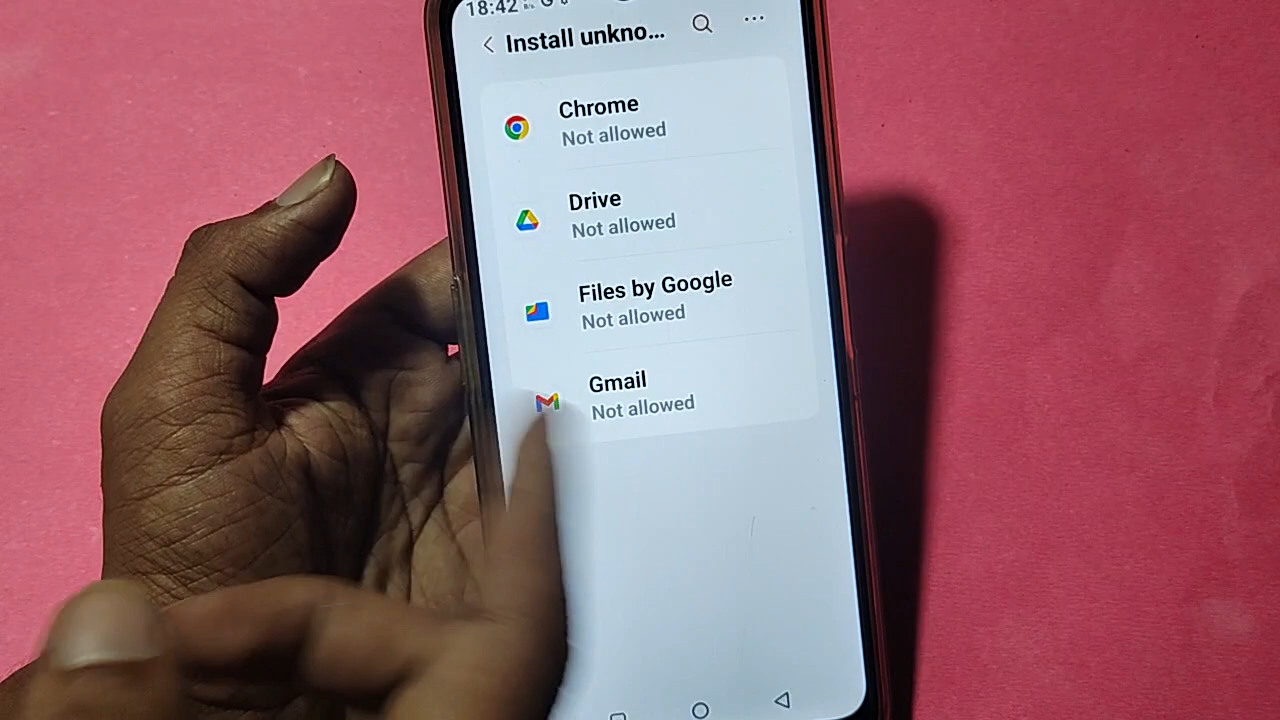 18:42
Install unkno...
Chrome
Not allowed
Drive
Not allowed
Files by Google
Not allowed
Gmail
Not allowed